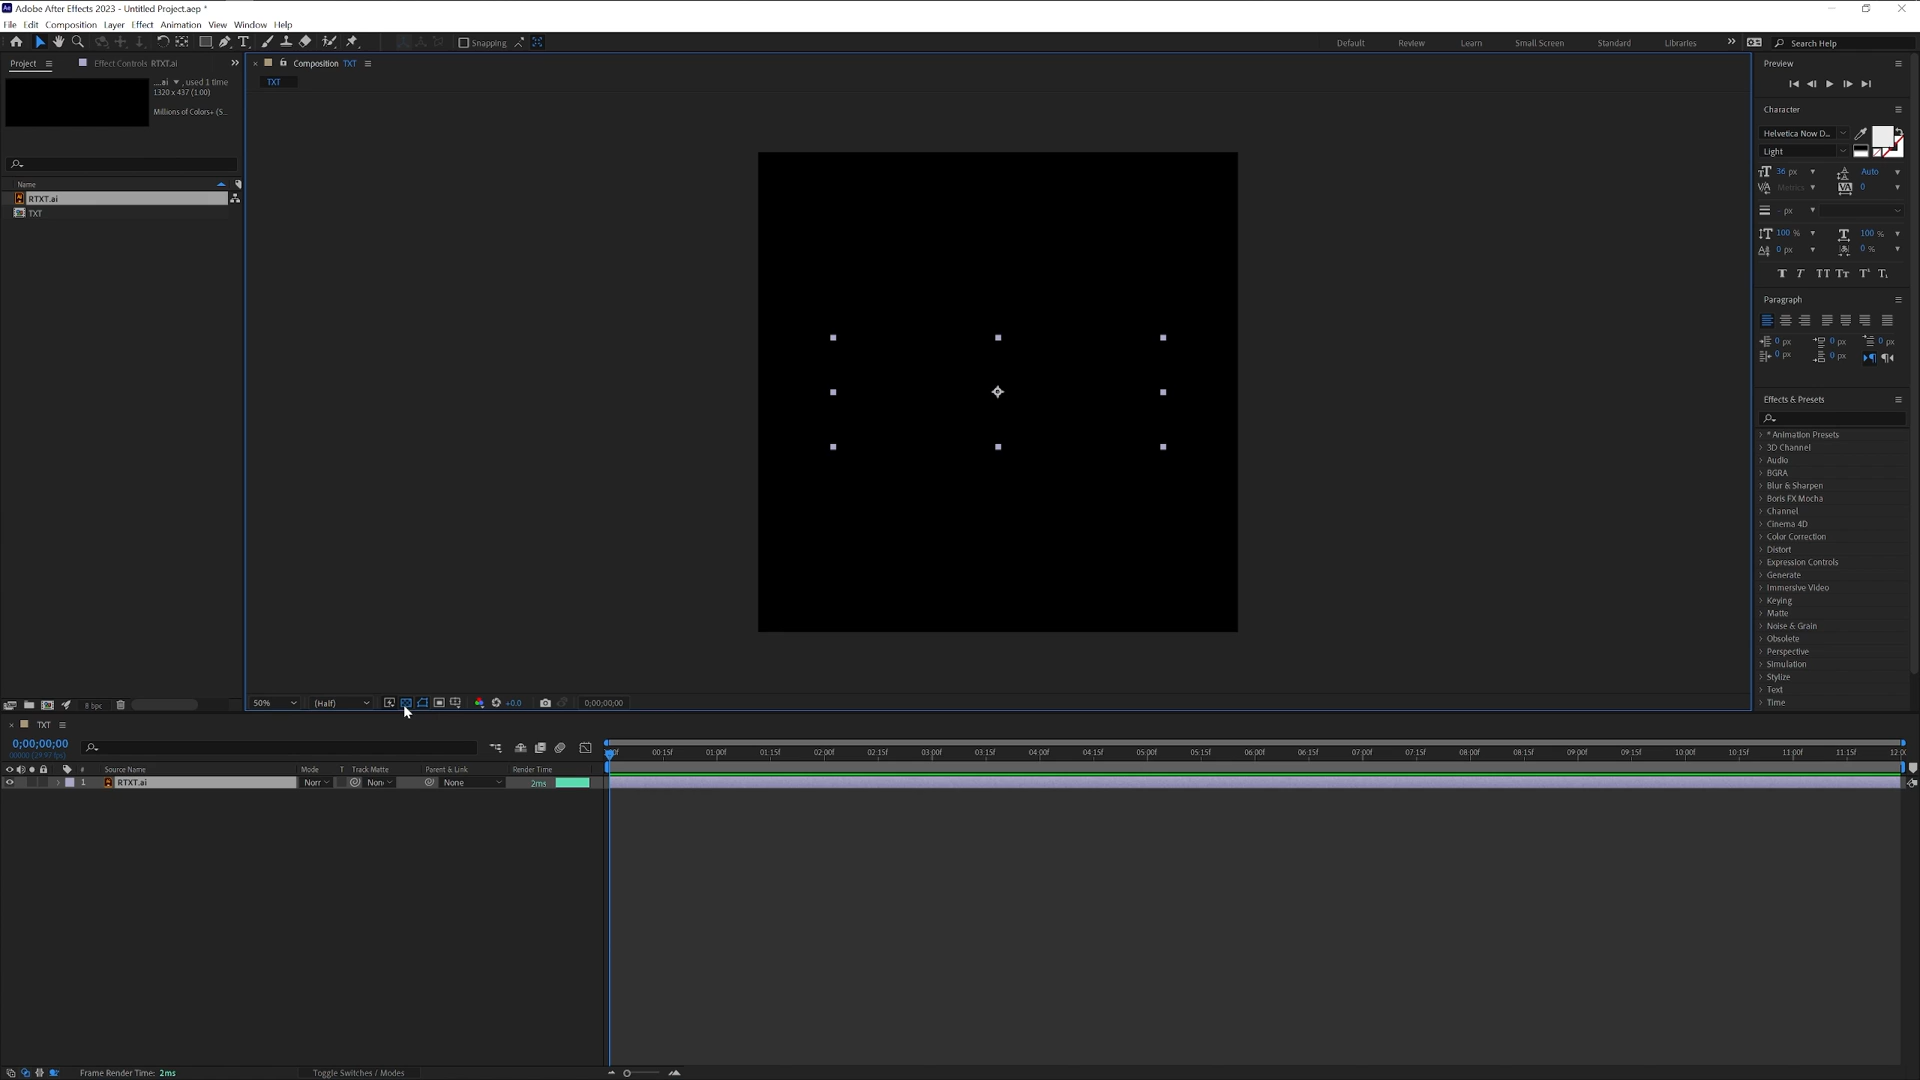 Adobe After Effects 2023 - Untitled Project.aep *
File Edit Composition Layer Effect Animation View Window Help
Snapping
Default Review Learn Small Screen Standard Libraries Search Help
Project Effect Controls RTXT.ai
Composition TXT
TXT
....ai ▼ , used 1 time
1320 x 437 (1.00)
Millions of Colors+ (S...
Name
RTXT.ai
TXT
8 bpc
50% (Half) +0.0 0;00;00;00
Preview
Character
Helvetica Now D...
Light
36 px Auto
Metrics 0
- px
100 % 100 %
0 px 0 %
Paragraph
0 px 0 px 0 px
0 px 0 px
Effects & Presets
* Animation Presets
3D Channel
Audio
BGRA
Blur & Sharpen
Boris FX Mocha
Channel
Cinema 4D
Color Correction
Distort
Expression Controls
Generate
Immersive Video
Keying
Matte
Noise & Grain
Obsolete
Perspective
Simulation
Stylize
Text
Time
TXT
0;00;00;00
00000 (29.97 fps)
00:15f 01:00f 01:15f 02:00f 02:15f 03:00f 03:15f 04:00f 04:15f 05:00f 05:15f 06:00f 06:15f 07:00f 07:15f 08:00f 08:15f 09:00f 09:15f 10:00f 10:15f 11:00f 11:15f 12:00
# Source Name Mode T Track Matte Parent & Link Render Time
1 RTXT.ai Norr Non None 2ms
Frame Render Time: 2ms Toggle Switches / Modes